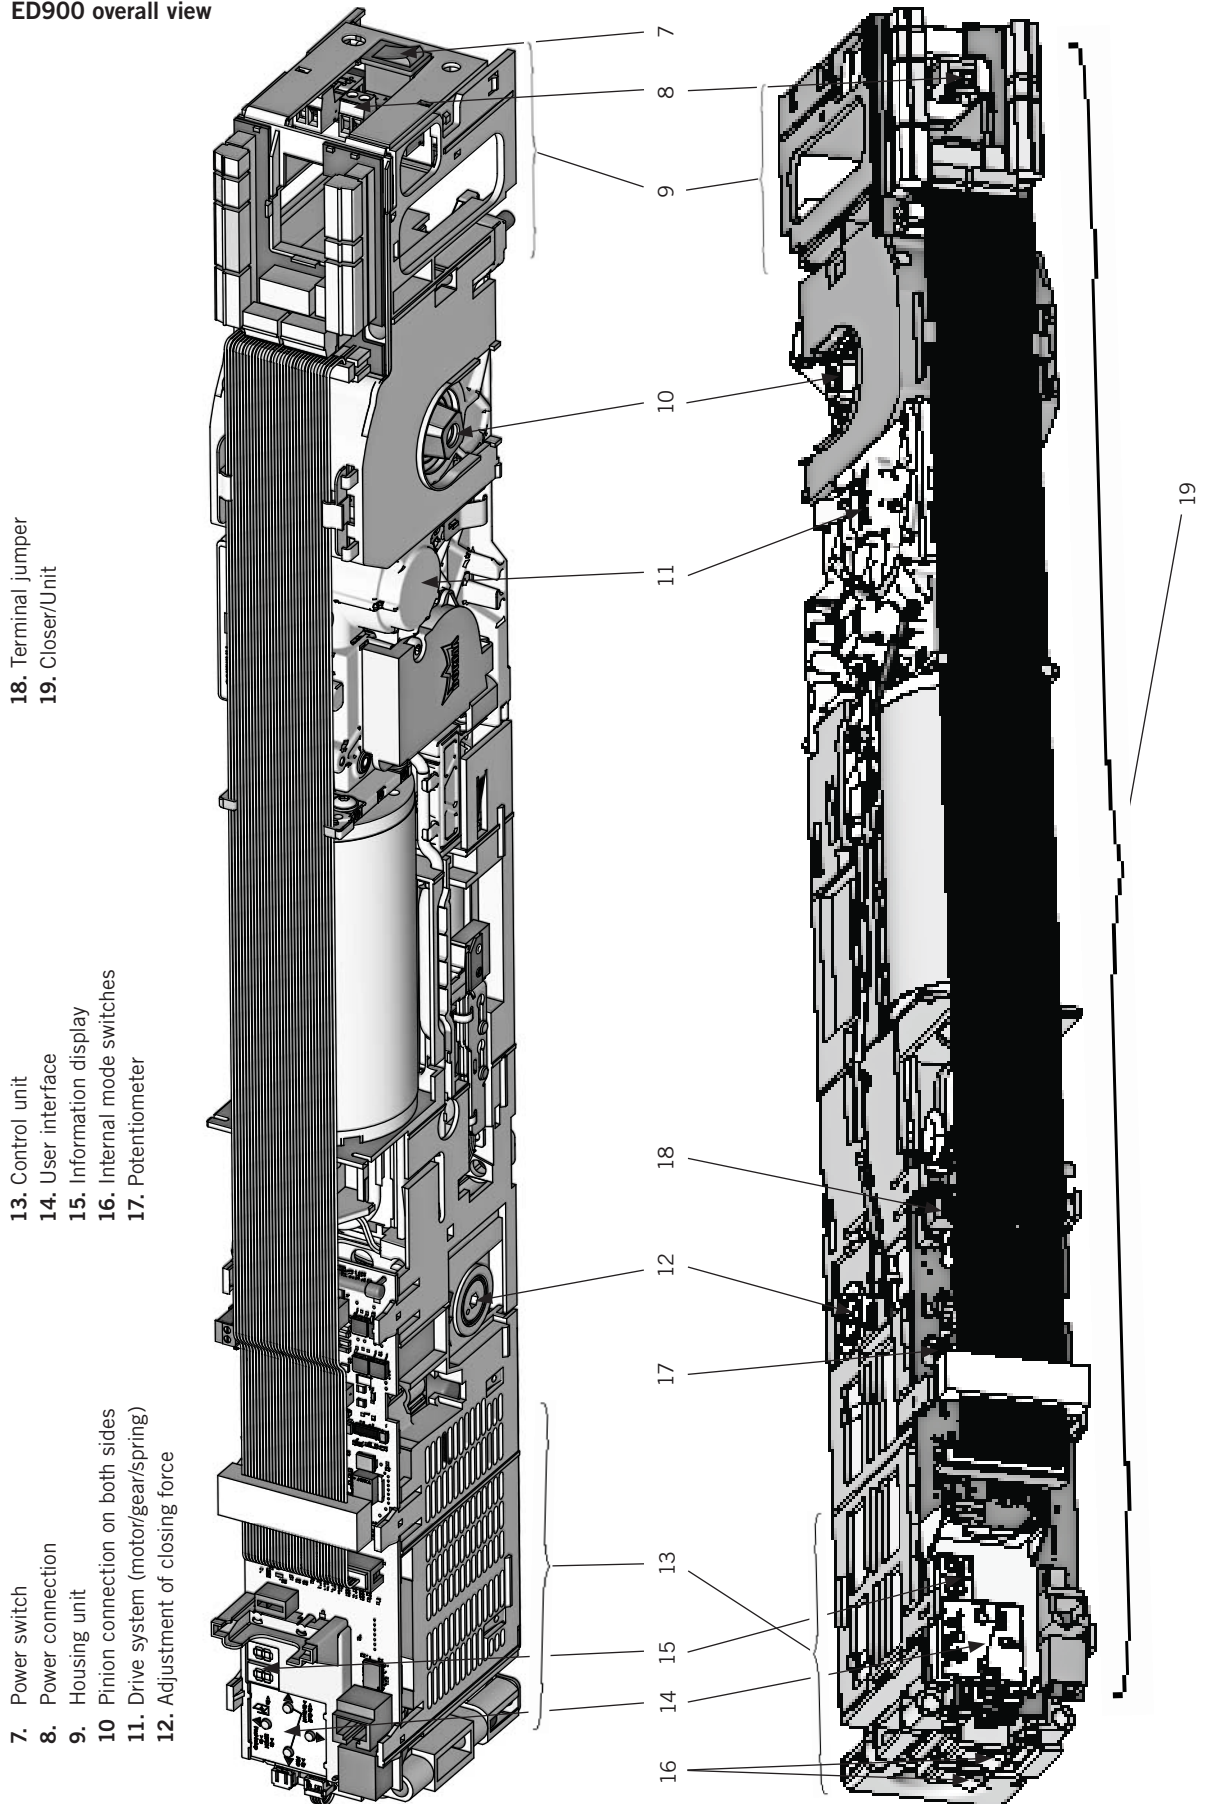 ED900 overall view
7. Power switch
8. Power connection
9. Housing unit
10 Pinion connection on both sides
11. Drive system (motor/gear/spring)
12. Adjustment of closing force
13. Control unit
14. User interface
15. Information display
16. Internal mode switches
17. Potentiometer
18. Terminal jumper
19. Closer/Unit
7
8
9
10
11
18
12
17
13
15
14
16
19